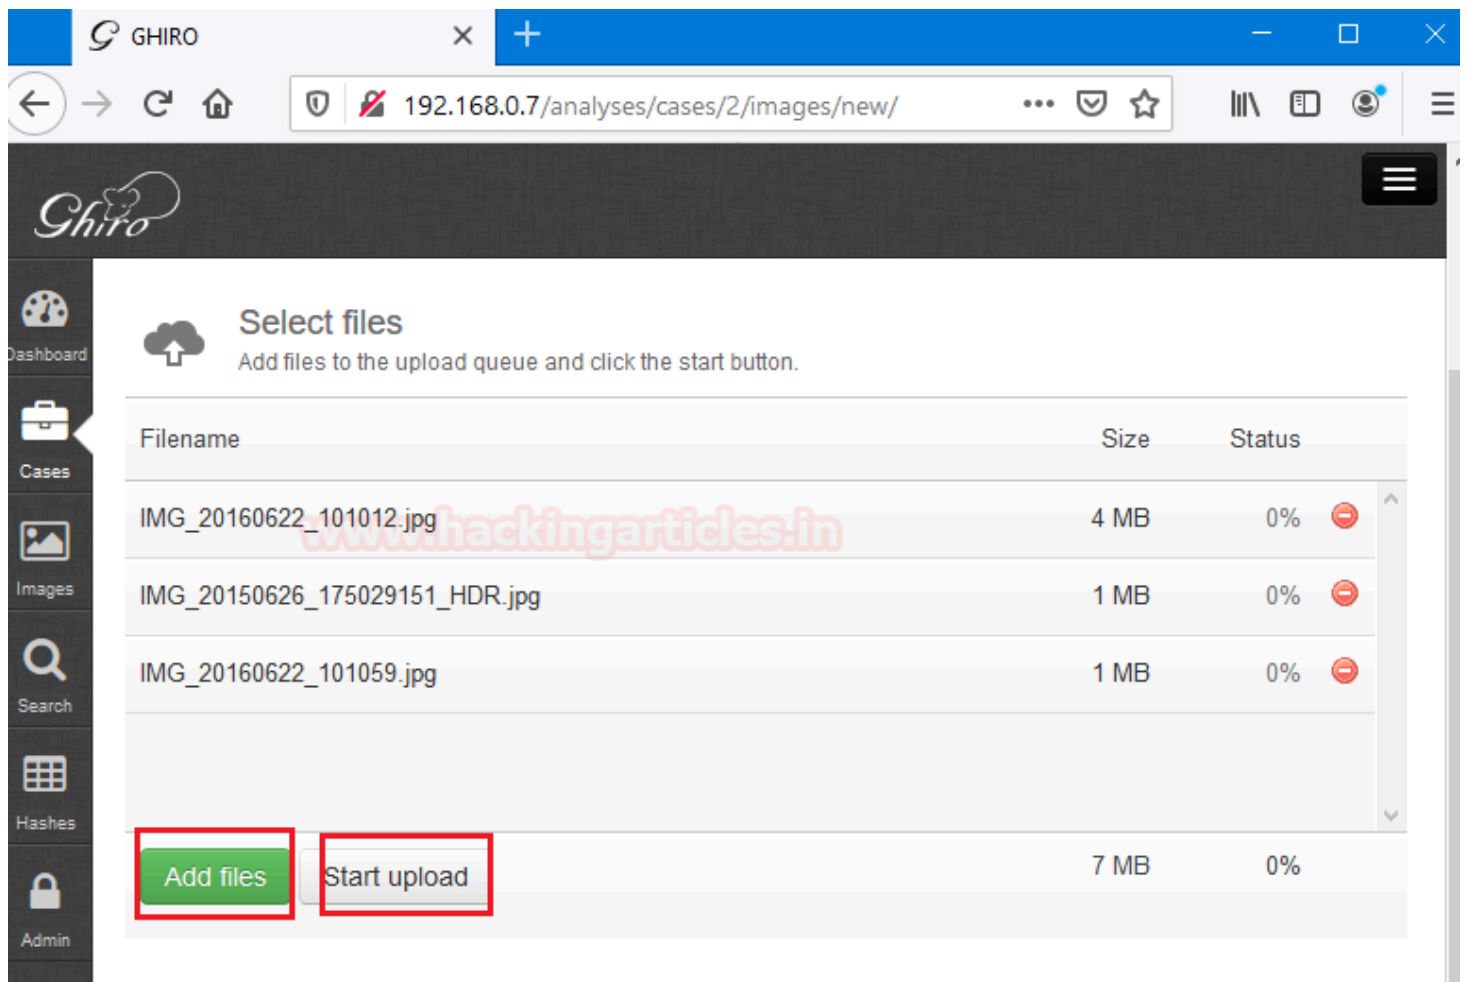 GHIRO
192.168.0.7/analyses/cases/2/images/new/
Ghiro
Dashboard
Cases
Images
Search
Hashes
Admin
Select files
Add files to the upload queue and click the start button.
Filename Size Status
IMG_20160622_101012.jpg 4 MB 0%
www.hackingarticles.in
IMG_20150626_175029151_HDR.jpg 1 MB 0%
IMG_20160622_101059.jpg 1 MB 0%
Add files Start upload 7 MB 0%